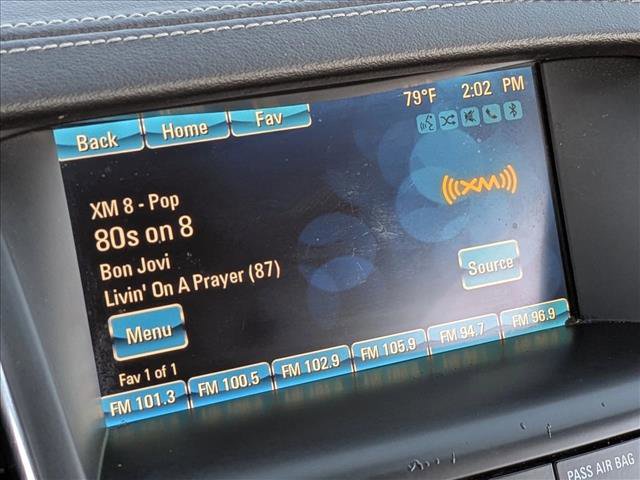 79°F 2:02 PM
Back Home Fav
XM 8 - Pop
80s on 8
Bon Jovi
Livin' On A Prayer (87)
((XM))
Source
Menu
Fav 1 of 1
FM 101.3 FM 100.5 FM 102.9 FM 105.9 FM 94.7 FM 96.9
PASS AIR BAG